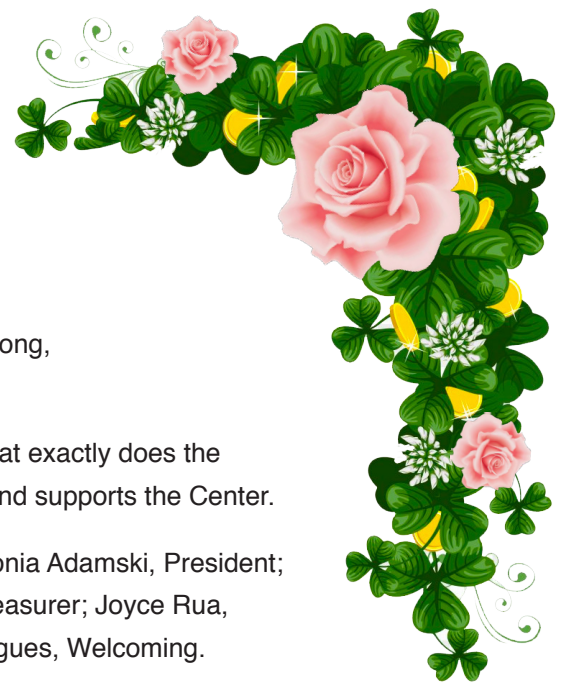 ong,
at exactly does the
nd supports the Center.
onia Adamski, President;
easurer; Joyce Rua,
gues, Welcoming.